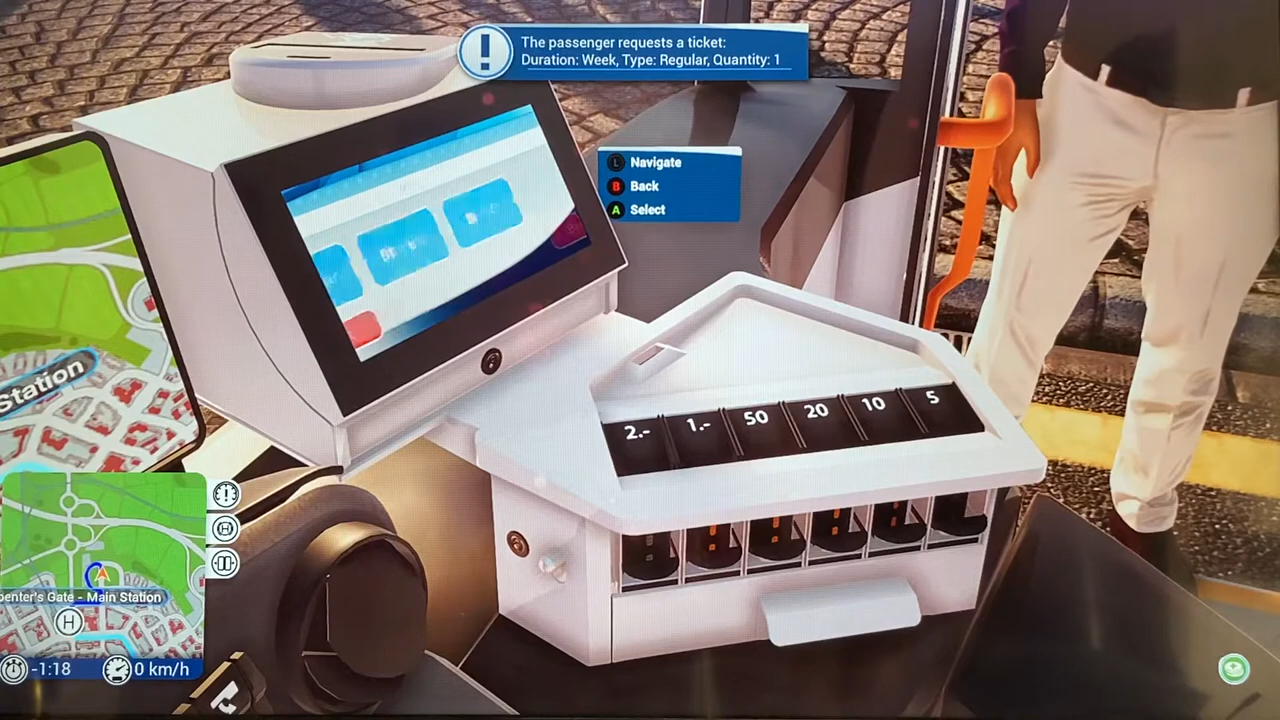 The passenger requests a ticket:
Duration: Week, Type: Regular, Quantity: 1
L Navigate
B Back
A Select
2.- 1.- 50 20 10 5
Station
penter's Gate - Main Station
H
-1:18 0 km/h